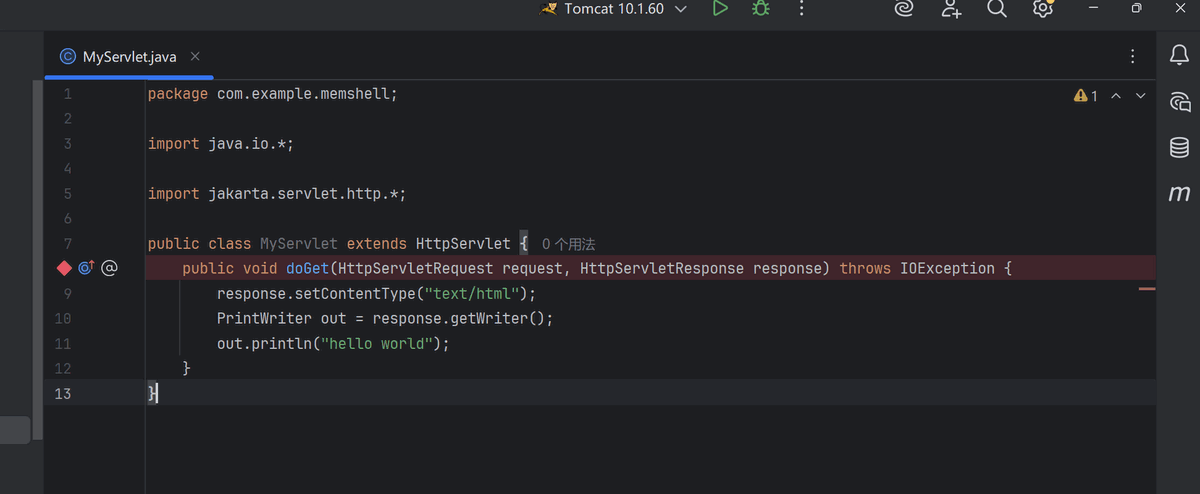 Tomcat 10.1.60
MyServlet.java
1 package com.example.memshell;
2
3 import java.io.*;
4
5 import jakarta.servlet.http.*;
6
7 public class MyServlet extends HttpServlet { 0个用法
public void doGet(HttpServletRequest request, HttpServletResponse response) throws IOException {
9 response.setContentType("text/html");
10 PrintWriter out = response.getWriter();
11 out.println("hello world");
12 }
13 }
1
m